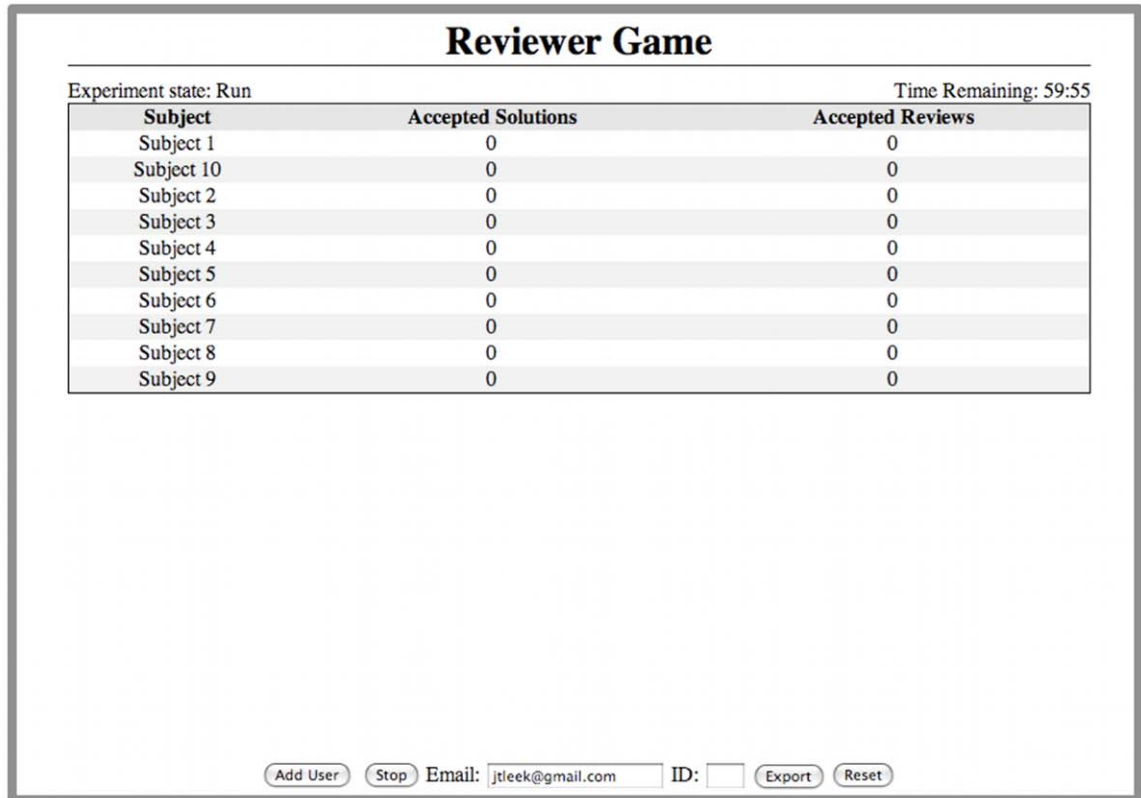 Reviewer Game
Experiment state: Run Time Remaining: 59:55
Subject Accepted Solutions Accepted Reviews
Subject 1 0 0
Subject 10 0 0
Subject 2 0 0
Subject 3 0 0
Subject 4 0 0
Subject 5 0 0
Subject 6 0 0
Subject 7 0 0
Subject 8 0 0
Subject 9 0 0
Add User Stop Email: jtleek@gmail.com ID: Export Reset